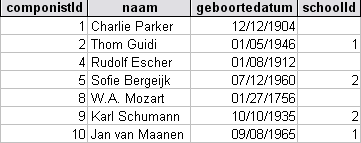 componistId naam geboortedatum schoolId
1 Charlie Parker 12/12/1904
2 Thom Guidi 01/05/1946 1
4 Rudolf Escher 01/08/1912
5 Sofie Bergeijk 07/12/1960 2
8 W.A. Mozart 01/27/1756
9 Karl Schumann 10/10/1935 2
10 Jan van Maanen 09/08/1965 1